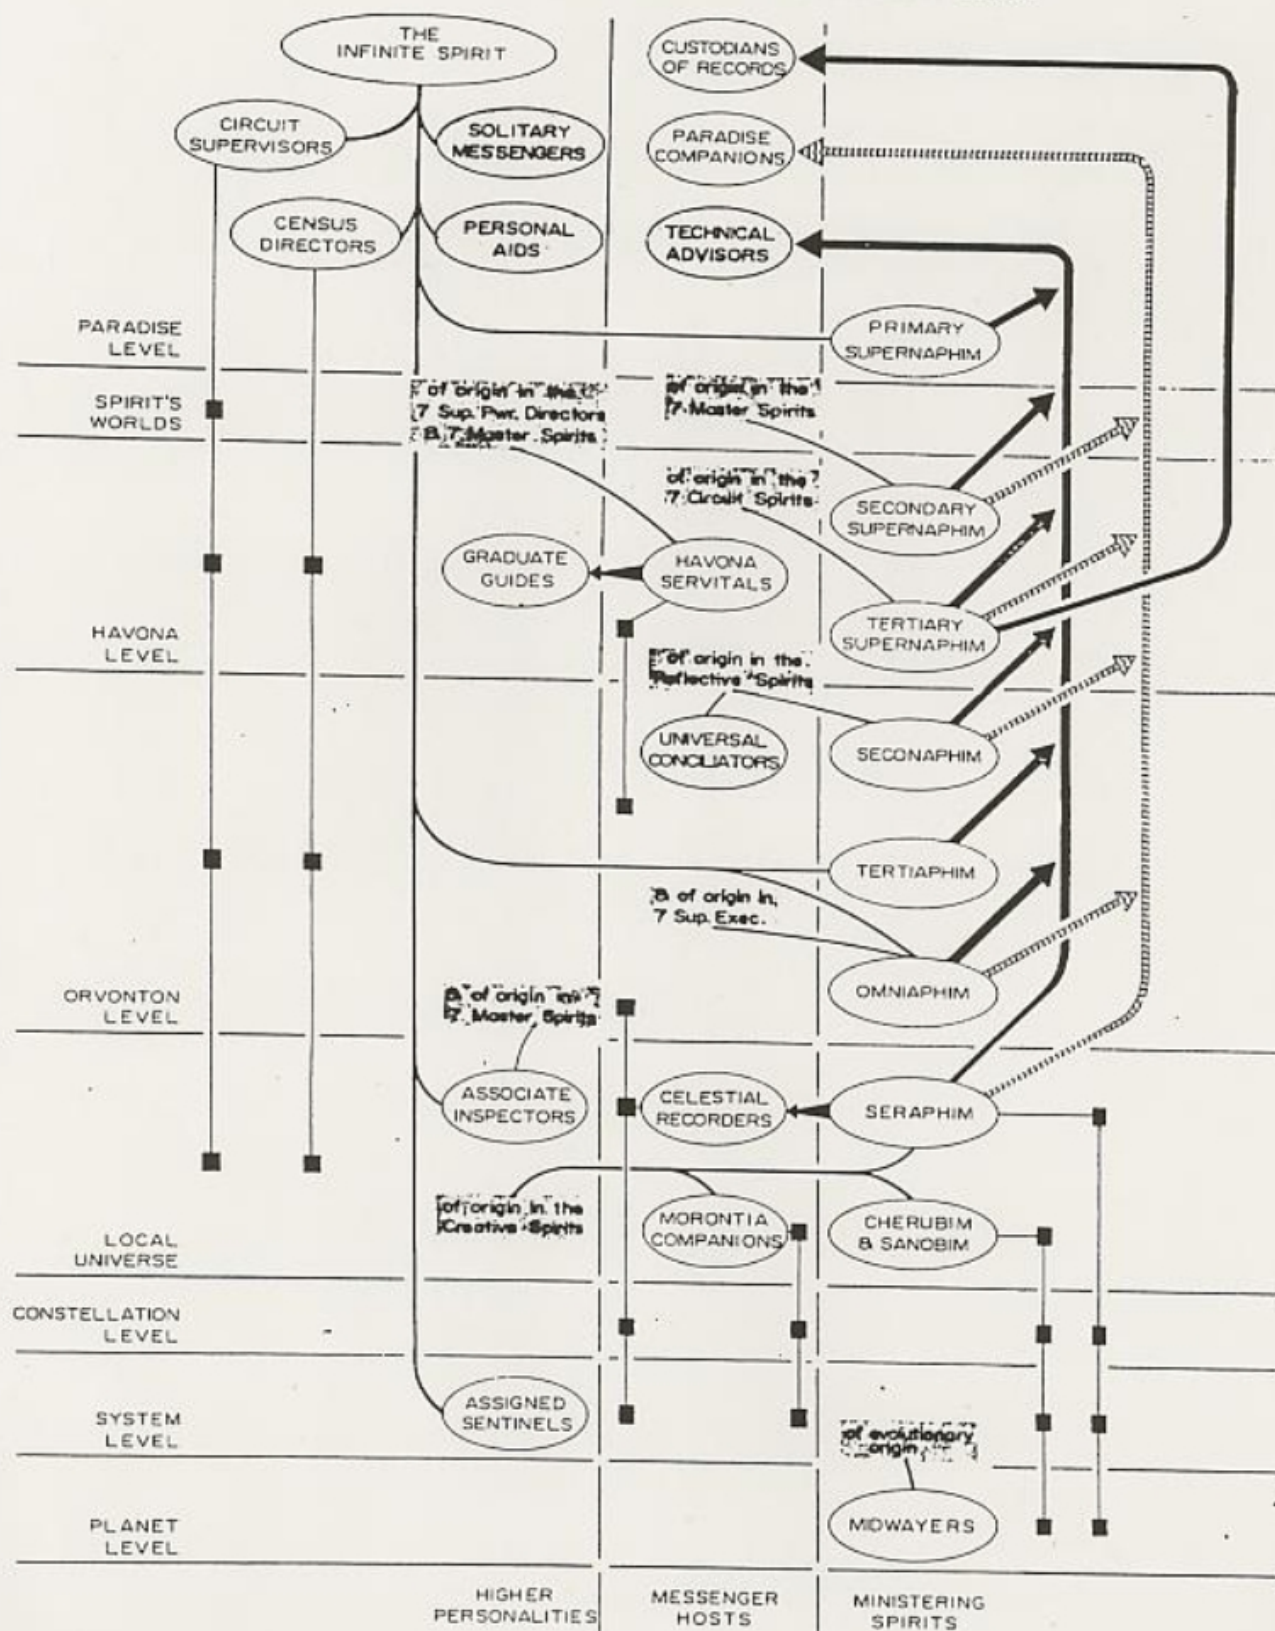 THE
INFINITE SPIRIT
CUSTODIANS
OF RECORDS
CIRCUIT
SUPERVISORS
SOLITARY
MESSENGERS
PARADISE
COMPANIONS
CENSUS
DIRECTORS
PERSONAL
AIDS
TECHNICAL
ADVISORS
PARADISE
LEVEL
PRIMARY
SUPERNAPHIM
SPIRIT'S
WORLDS
of origin in the
7 Sup. Pwr. Directors
& 7 Master Spirits
of origin in the
7 Master Spirits
of origin in the
7 Circuit Spirits
SECONDARY
SUPERNAPHIM
GRADUATE
GUIDES
HAVONA
SERVITALS
HAVONA
LEVEL
TERTIARY
SUPERNAPHIM
of origin in the
Reflective Spirits
UNIVERSAL
CONCILIATORS
SECONAPHIM
TERTIAPHIM
& of origin in
7 Sup. Exec.
ORVONTON
LEVEL
& of origin in
7 Master Spirits
OMNIAPHIM
ASSOCIATE
INSPECTORS
CELESTIAL
RECORDERS
SERAPHIM
of origin in the
Creative Spirits
MORONTIA
COMPANIONS
CHERUBIM
& SANOBIM
LOCAL
UNIVERSE
CONSTELLATION
LEVEL
SYSTEM
LEVEL
ASSIGNED
SENTINELS
of evolutionary
origin
PLANET
LEVEL
MIDWAYERS
HIGHER
PERSONALITIES
MESSENGER
HOSTS
MINISTERING
SPIRITS